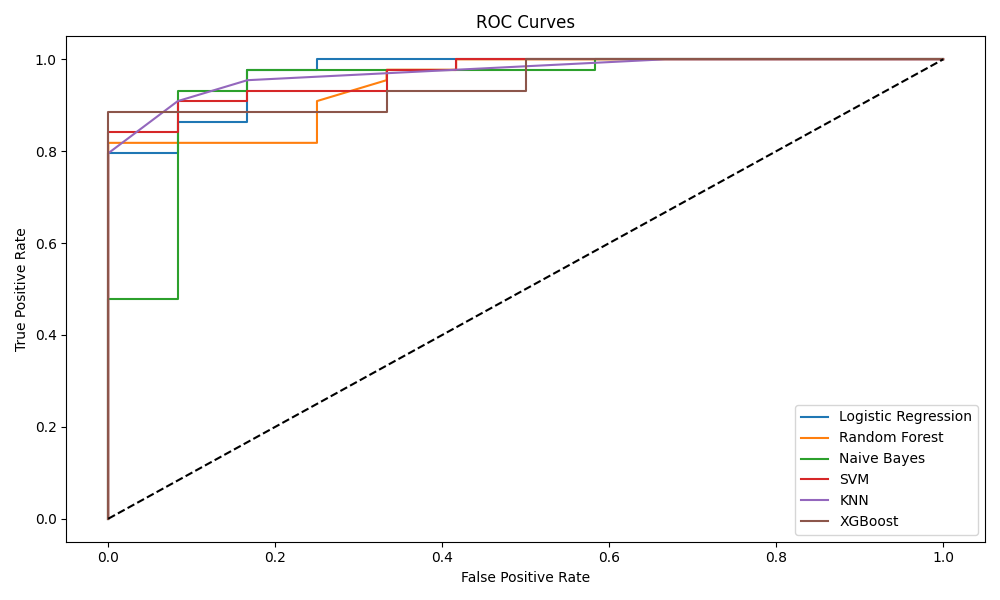 ROC Curves
True Positive Rate
1.0
0.8
0.6
0.4
0.2
0.0
0.0 0.2 0.4 0.6 0.8 1.0
False Positive Rate
Logistic Regression
Random Forest
Naive Bayes
SVM
KNN
XGBoost